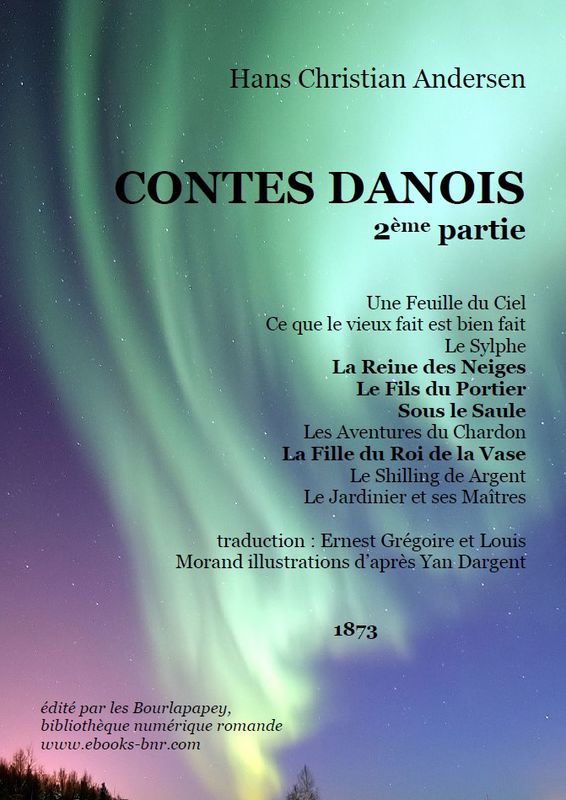 Hans Christian Andersen
CONTES DANOIS
2ème partie
Une Feuille du Ciel
Ce que le vieux fait est bien fait
Le Sylphe
La Reine des Neiges
Le Fils du Portier
Sous le Saule
Les Aventures du Chardon
La Fille du Roi de la Vase
Le Shilling de Argent
Le Jardinier et ses Maîtres
traduction : Ernest Grégoire et Louis
Morand illustrations d'après Yan Dargent
1873
édité par les Bourlapapey,
bibliothèque numérique romande
www.ebooks-bnr.com